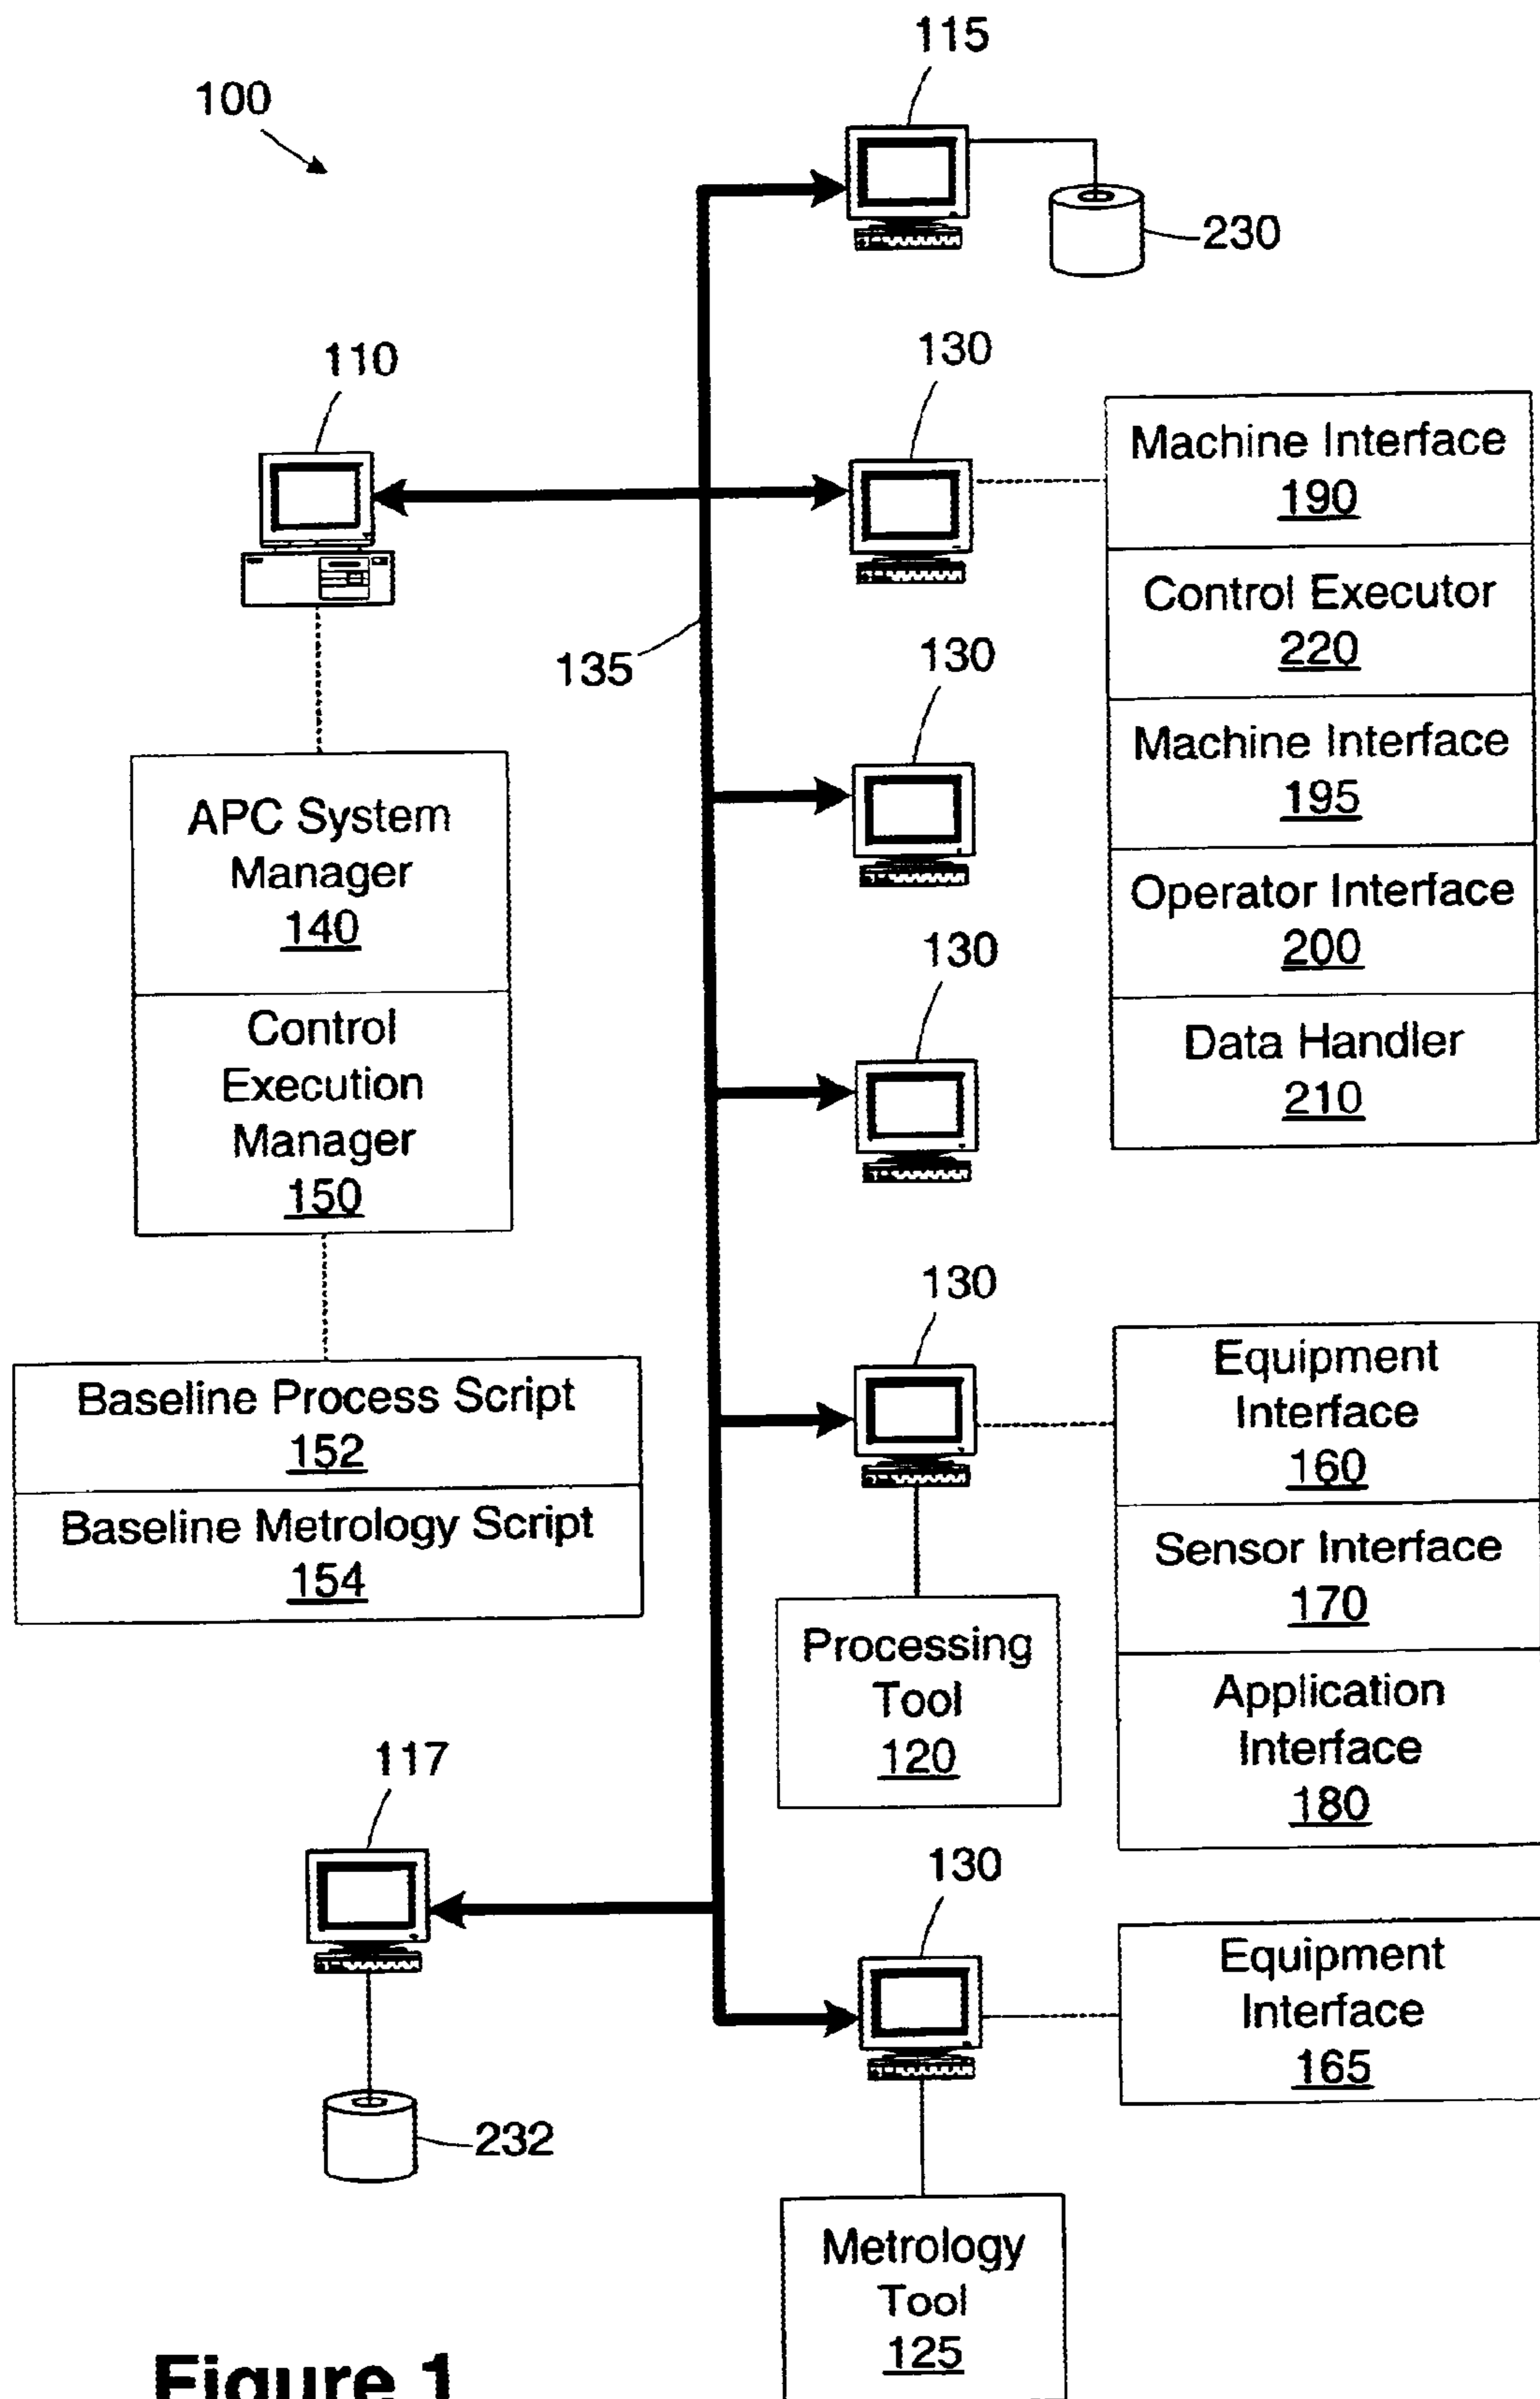 115
100
230
110
130
Machine Interface
190
Control Executor
220
135
130
Machine Interface
195
APC System
Manager
140
Operator Interface
200
130
Control
Execution
Manager
150
Data Handler
210
130
Equipment
Interface
160
Baseline Process Script
152
Baseline Metrology Script
154
Sensor Interface
170
Processing
Tool
120
Application
Interface
180
117
130
Equipment
Interface
165
232
Metrology
Tool
125
Figure 1